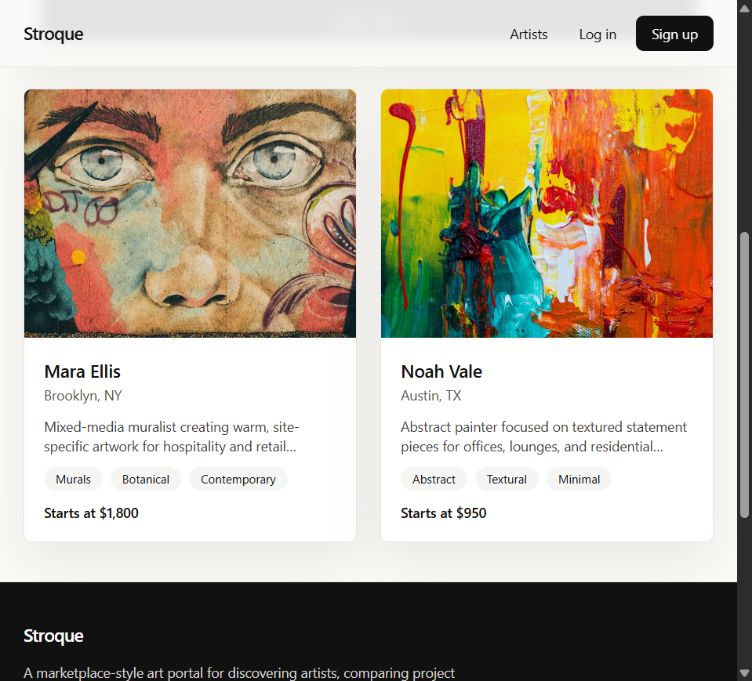 Stroque
Artists
Log in
Sign up
Mara Ellis
Brooklyn, NY
Mixed-media muralist creating warm, site-
specific artwork for hospitality and retail...
Murals
Botanical
Contemporary
Starts at $1,800
Noah Vale
Austin, TX
Abstract painter focused on textured statement
pieces for offices, lounges, and residential...
Abstract
Textural
Minimal
Starts at $950
Stroque
A marketplace-style art portal for discovering artists, comparing project